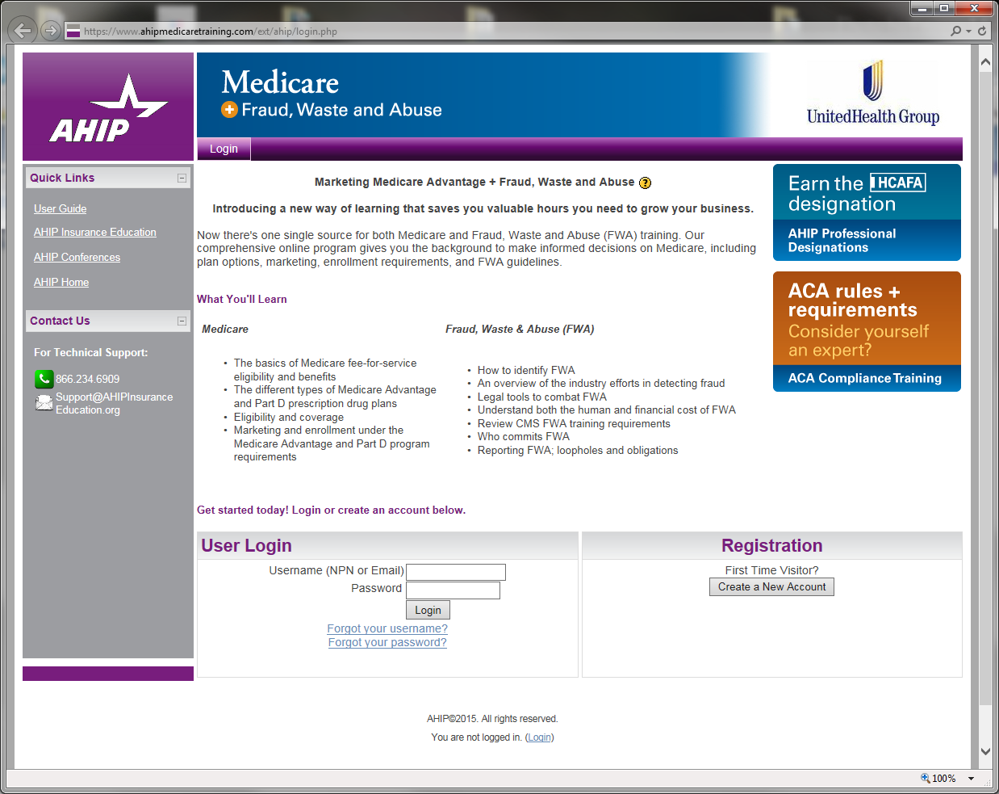 https://www.ahipmedicaretraining.com/ext/ahip/login.php
AHIP
Medicare
+ Fraud, Waste and Abuse
UnitedHealth Group
Login
Quick Links
User Guide
AHIP Insurance Education
AHIP Conferences
AHIP Home
Contact Us
For Technical Support:
866.234.6909
Support@AHIPInsurance
Education.org
Marketing Medicare Advantage + Fraud, Waste and Abuse ?
Introducing a new way of learning that saves you valuable hours you need to grow your business.
Now there's one single source for both Medicare and Fraud, Waste and Abuse (FWA) training. Our
comprehensive online program gives you the background to make informed decisions on Medicare, including
plan options, marketing, enrollment requirements, and FWA guidelines.
What You'll Learn
Medicare
• The basics of Medicare fee-for-service
eligibility and benefits
• The different types of Medicare Advantage
and Part D prescription drug plans
• Eligibility and coverage
• Marketing and enrollment under the
Medicare Advantage and Part D program
requirements
Fraud, Waste & Abuse (FWA)
• How to identify FWA
• An overview of the industry efforts in detecting fraud
• Legal tools to combat FWA
• Understand both the human and financial cost of FWA
• Review CMS FWA training requirements
• Who commits FWA
• Reporting FWA; loopholes and obligations
Earn the HCAFA
designation
AHIP Professional
Designations
ACA rules +
requirements
Consider yourself
an expert?
ACA Compliance Training
Get started today! Login or create an account below.
User Login
Username (NPN or Email)
Password
Login
Forgot your username?
Forgot your password?
Registration
First Time Visitor?
Create a New Account
AHIP©2015. All rights reserved.
You are not logged in. (Login)
100%